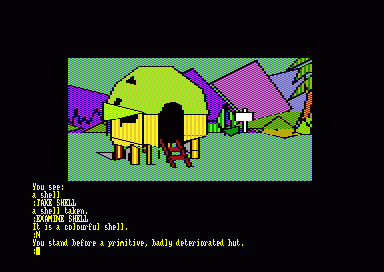 You see:
a shell
:TAKE SHELL
a shell taken.
:EXAMINE SHELL
It is a colourful shell.
:N
You stand before a primitive, badly deteriorated hut.
: